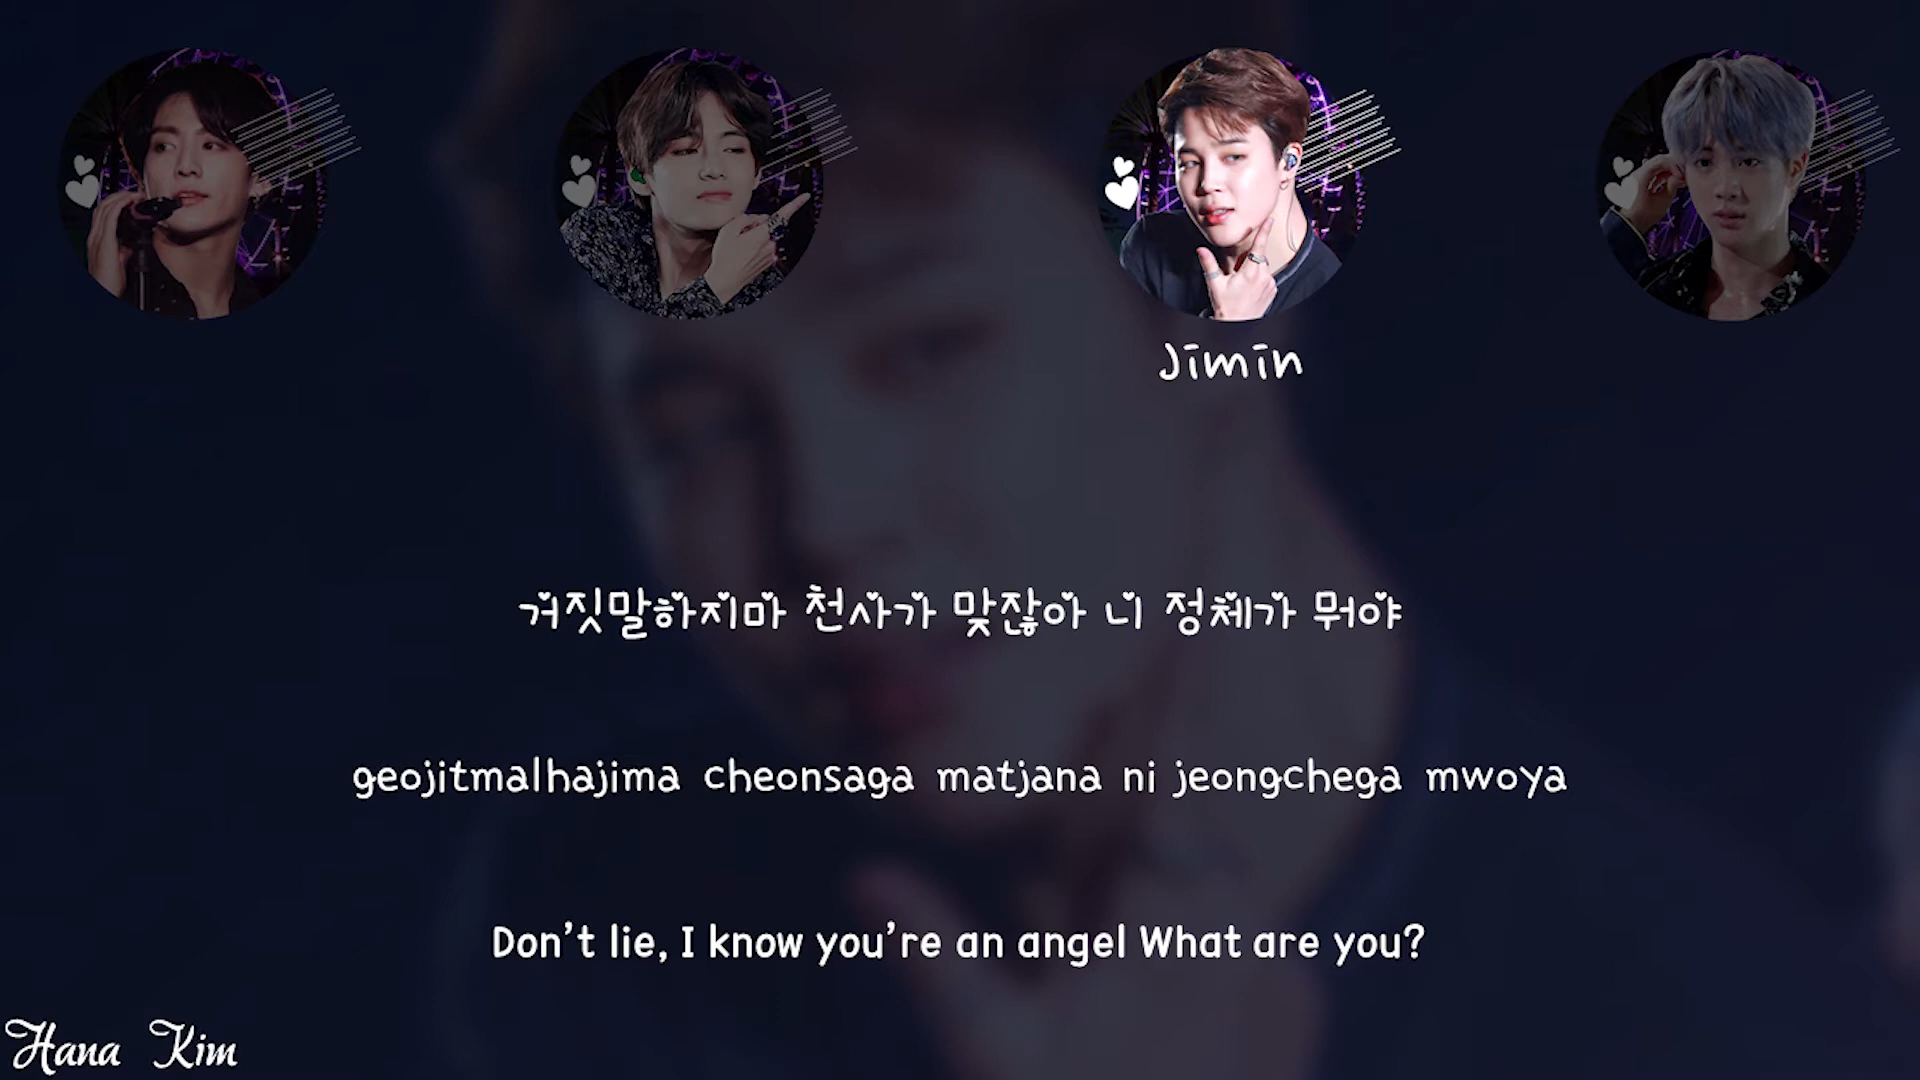 Jimin
거짓말하지마 천사가 맞잖아 니 정체가 뭐야
geojitmalhajima cheonsaga matjana ni jeongchega mwoya
Don't lie, I know you're an angel What are you?
Hana Kim